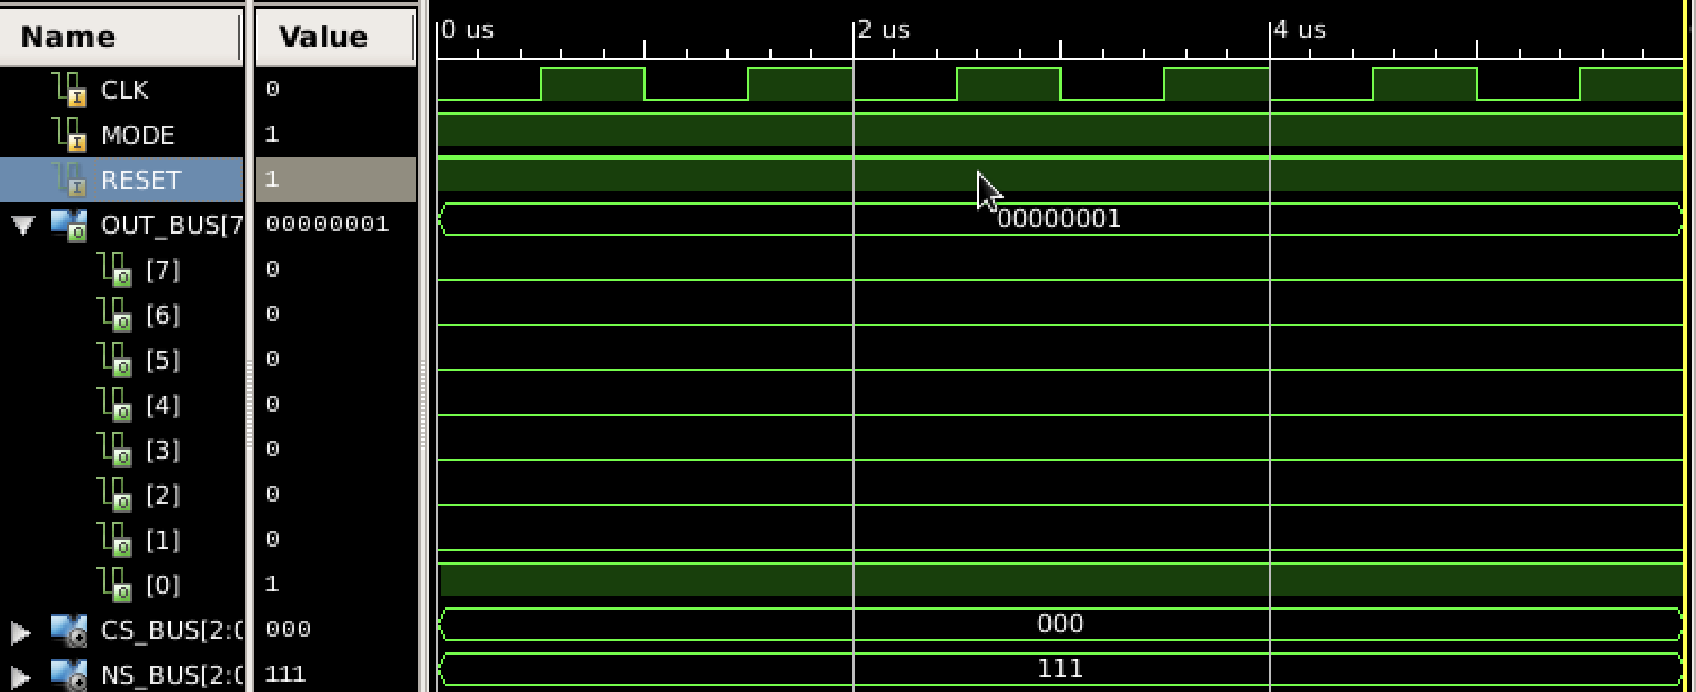 Name Value 0 us 2 us 4 us
CLK 0
MODE 1
RESET 1
OUT_BUS[7 00000001 00000001
[7] 0
[6] 0
[5] 0
[4] 0
[3] 0
[2] 0
[1] 0
[0] 1
CS_BUS[2:0 000 000
NS_BUS[2:0 111 111